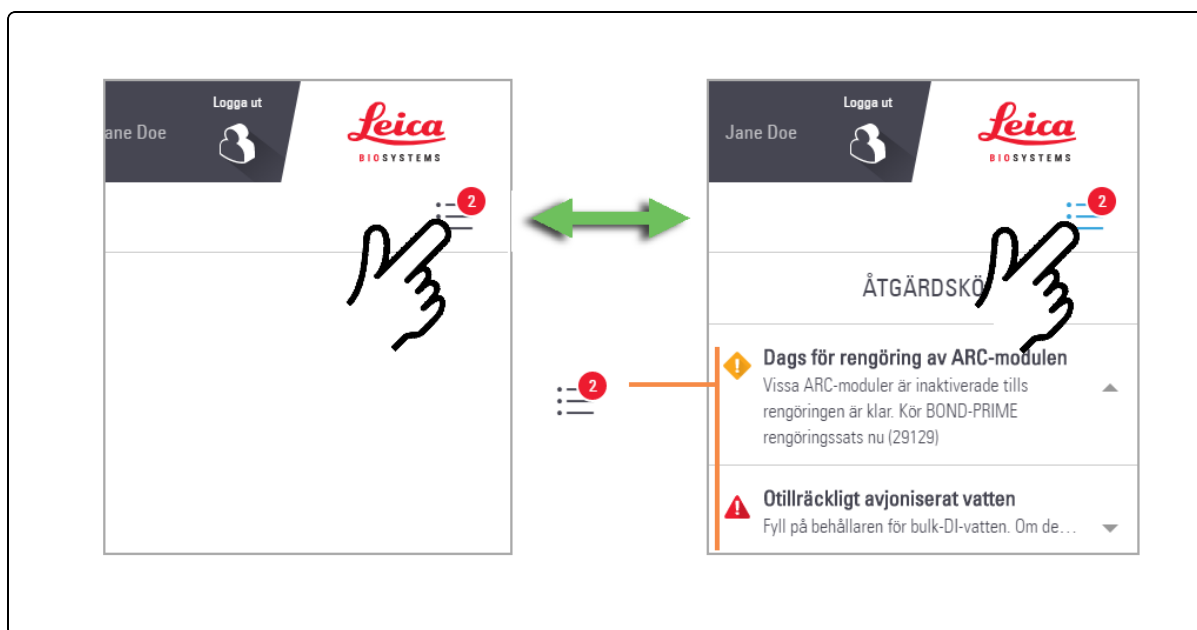 Logga ut
ane Doe
Leica
BIOSYSTEMS
2
Logga ut
Jane Doe
Leica
BIOSYSTEMS
2
ÅTGÄRDSKÖ
2
Dags för rengöring av ARC-modulen
Vissa ARC-moduler är inaktiverade tills
rengöringen är klar. Kör BOND-PRIME
rengöringssats nu (29129)
Otillräckligt avjoniserat vatten
Fyll på behållaren för bulk-DI-vatten. Om de…